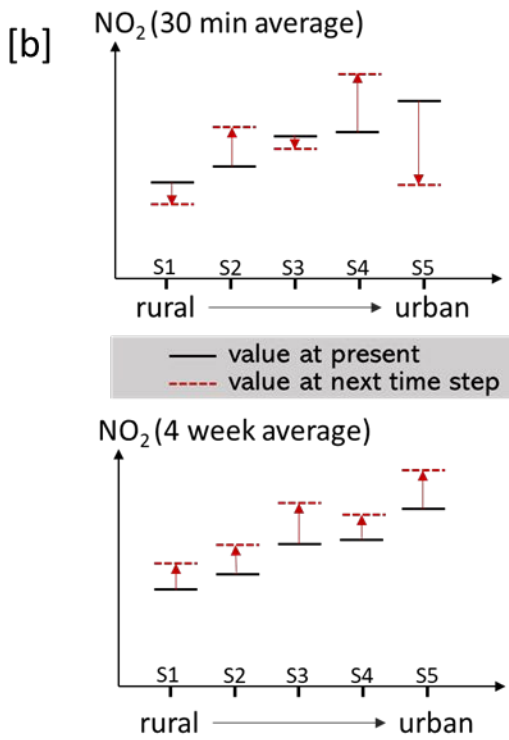 [b]
NO₂ (30 min average)
S1 S2 S3 S4 S5
rural urban
value at present
value at next time step
NO₂ (4 week average)
S1 S2 S3 S4 S5
rural urban